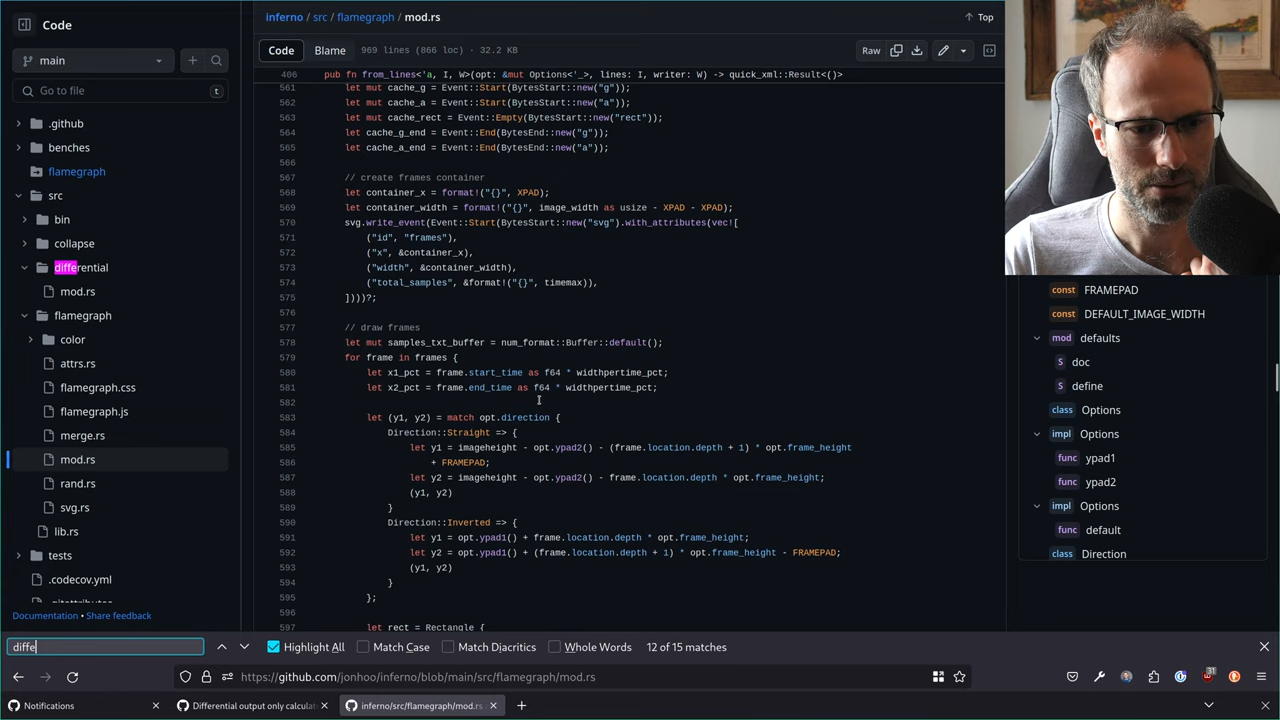 Code
main
Go to file
t
.github
benches
flamegraph
src
bin
collapse
differential
mod.rs
flamegraph
color
attrs.rs
flamegraph.css
flamegraph.js
merge.rs
mod.rs
rand.rs
svg.rs
lib.rs
tests
.codecov.yml
.gitattributes
Documentation • Share feedback
inferno / src / flamegraph / mod.rs
Top
Code Blame 969 lines (866 loc) · 32.2 KB
Raw
406 pub fn from_lines<'a, I, W>(opt: &mut Options<'_>, lines: I, writer: W) -> quick_xml::Result<()>
561 let mut cache_g = Event::Start(BytesStart::new("g"));
562 let mut cache_a = Event::Start(BytesStart::new("a"));
563 let mut cache_rect = Event::Empty(BytesStart::new("rect"));
564 let cache_g_end = Event::End(BytesEnd::new("g"));
565 let cache_a_end = Event::End(BytesEnd::new("a"));
566
567 // create frames container
568 let container_x = format!("{}", XPAD);
569 let container_width = format!("{}", image_width as usize - XPAD - XPAD);
570 svg.write_event(Event::Start(BytesStart::new("svg").with_attributes(vec![
571 ("id", "frames"),
572 ("x", &container_x),
573 ("width", &container_width),
574 ("total_samples", &format!("{}", timemax)),
575 ])))?;
576
577 // draw frames
578 let mut samples_txt_buffer = num_format::Buffer::default();
579 for frame in frames {
580 let x1_pct = frame.start_time as f64 * widthpertime_pct;
581 let x2_pct = frame.end_time as f64 * widthpertime_pct;
582
583 let (y1, y2) = match opt.direction {
584 Direction::Straight => {
585 let y1 = imageheight - opt.ypad2() - (frame.location.depth + 1) * opt.frame_height
586 + FRAMEPAD;
587 let y2 = imageheight - opt.ypad2() - frame.location.depth * opt.frame_height;
588 (y1, y2)
589 }
590 Direction::Inverted => {
591 let y1 = opt.ypad1() + frame.location.depth * opt.frame_height;
592 let y2 = opt.ypad1() + (frame.location.depth + 1) * opt.frame_height - FRAMEPAD;
593 (y1, y2)
594 }
595 };
596
597 let rect = Rectangle {
const FRAMEPAD
const DEFAULT_IMAGE_WIDTH
mod defaults
s doc
s define
class Options
impl Options
func ypad1
func ypad2
impl Options
func default
class Direction
diffe
Highlight All Match Case Match Diacritics Whole Words 12 of 15 matches
https://github.com/jonhoo/inferno/blob/main/src/flamegraph/mod.rs
31
Notifications
Differential output only calculat
inferno/src/flamegraph/mod.rs